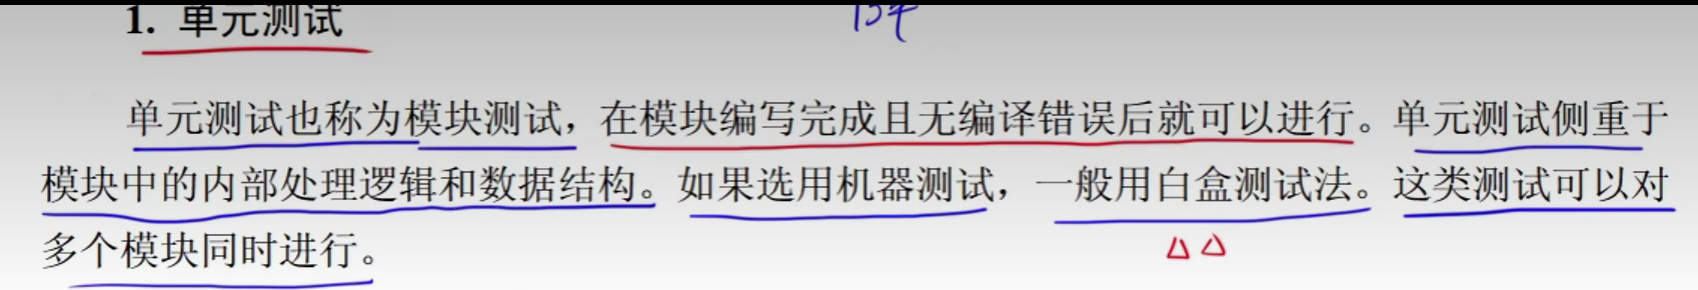 1. 单元测试
单元测试也称为模块测试，在模块编写完成且无编译错误后就可以进行。单元测试侧重于
模块中的内部处理逻辑和数据结构。如果选用机器测试，一般用白盒测试法。这类测试可以对
多个模块同时进行。